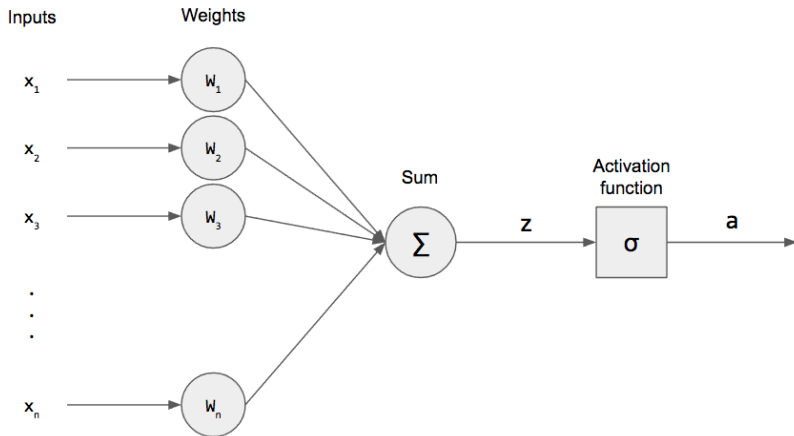 Inputs
Weights
x₁
W₁
x₂
W₂
Activation
function
Sum
x₃
W₃
Σ
z
σ
a
.
.
.
xₙ
Wₙ